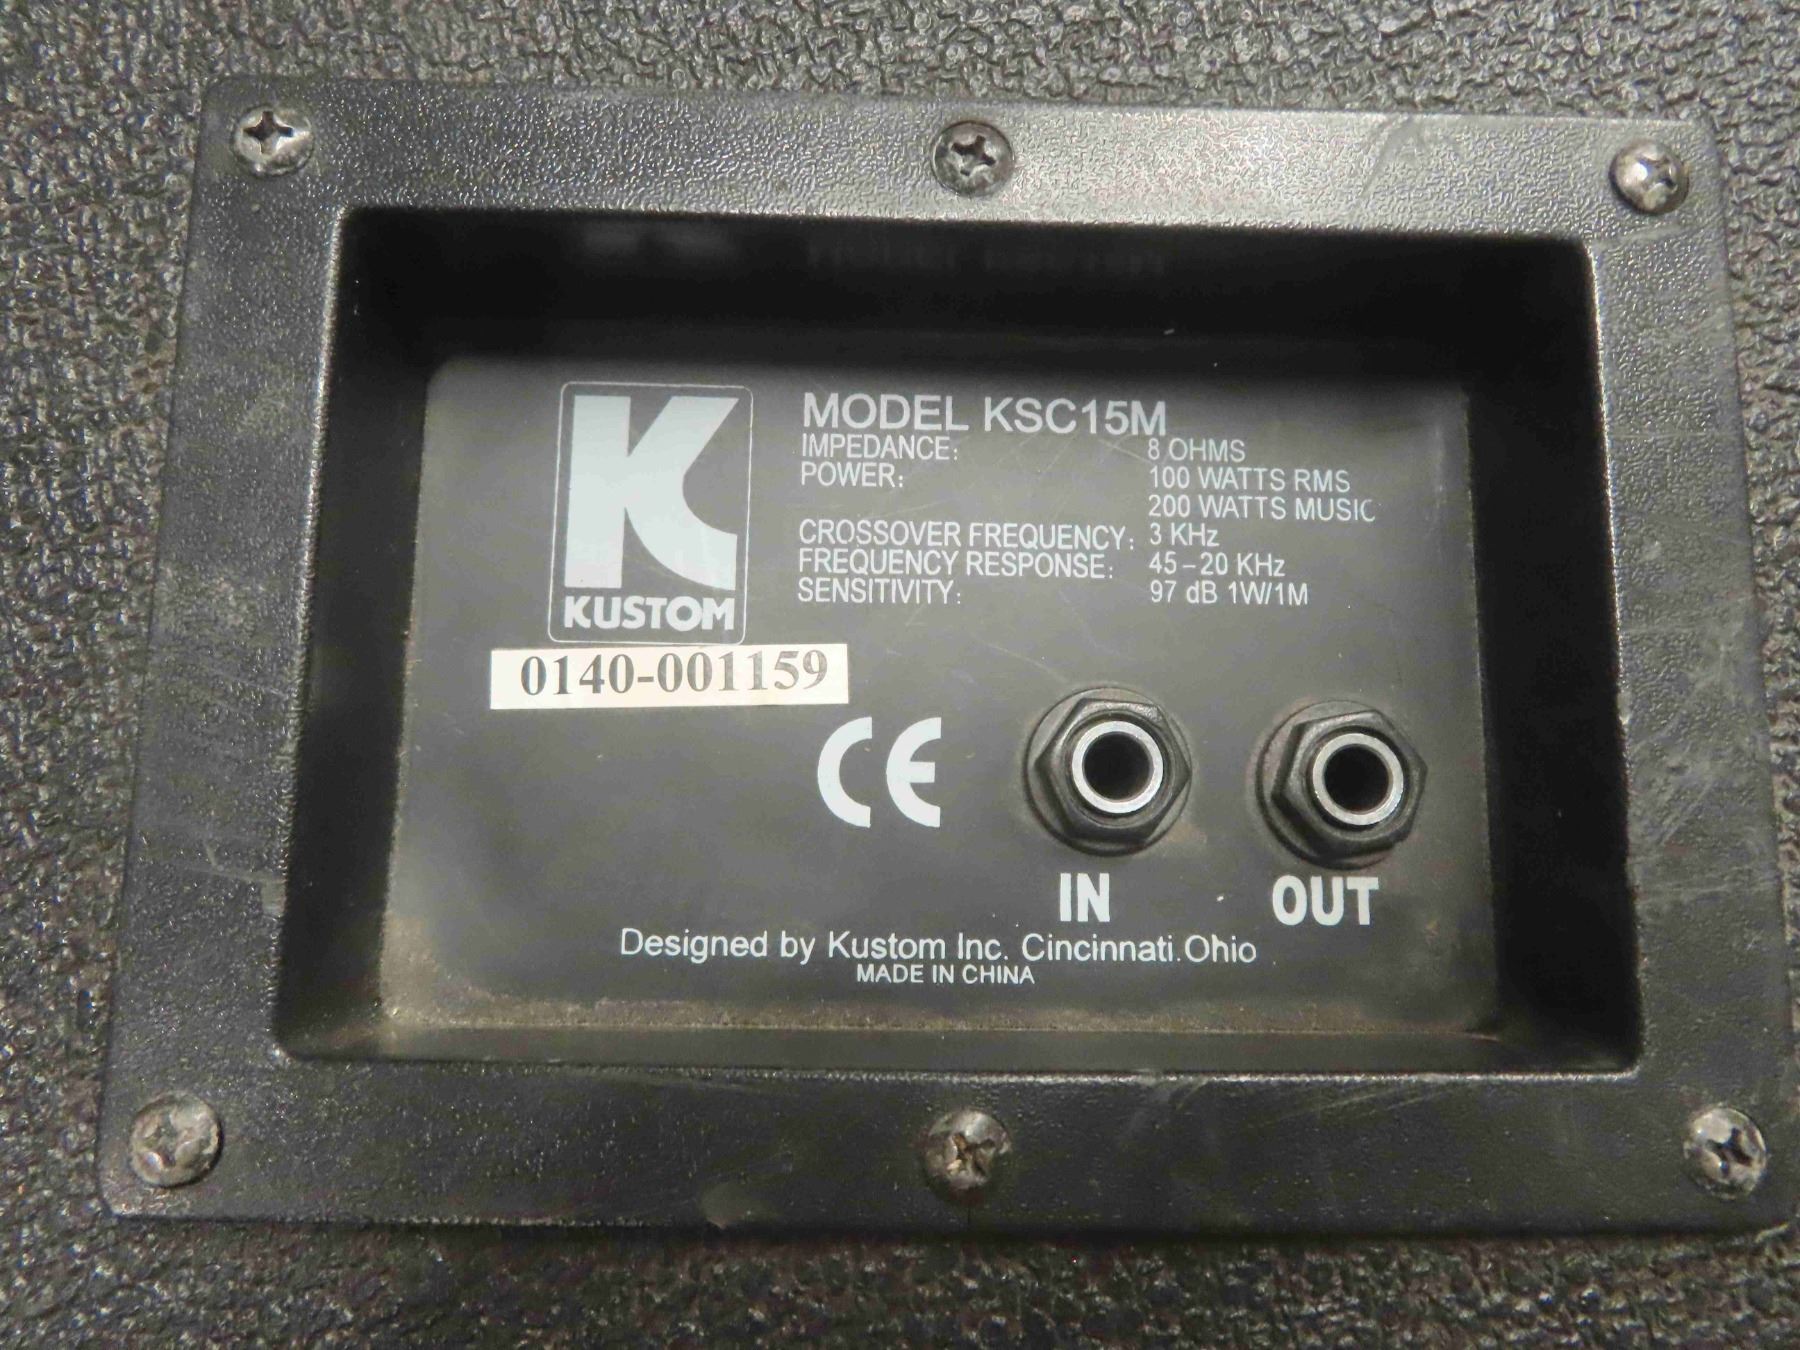 MODEL KSC15M
IMPEDANCE: 8 OHMS
POWER: 100 WATTS RMS
200 WATTS MUSIC
CROSSOVER FREQUENCY: 3 KHz
FREQUENCY RESPONSE: 45-20 KHz
SENSITIVITY: 97 dB 1W/1M
K
KUSTOM
0140-001159
CE
IN OUT
Designed by Kustom Inc. Cincinnati.Ohio
MADE IN CHINA